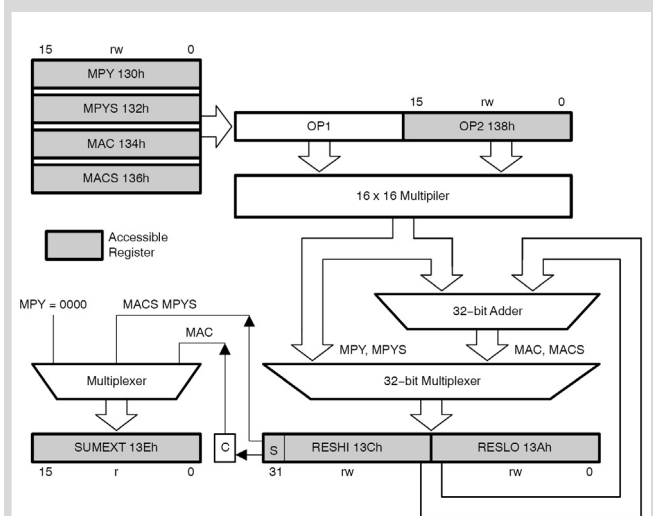 15 rw 0
MPY 130h
MPYS 132h
MAC 134h
MACS 136h
15 rw 0
OP1 OP2 138h
16 x 16 Multipiler
Accessible
Register
MPY = 0000 MACS MPYS
MAC
32–bit Adder
MPY, MPYS MAC, MACS
Multiplexer
32–bit Multiplexer
SUMEXT 13Eh C S RESHI 13Ch RESLO 13Ah
15 r 0 31 rw rw 0